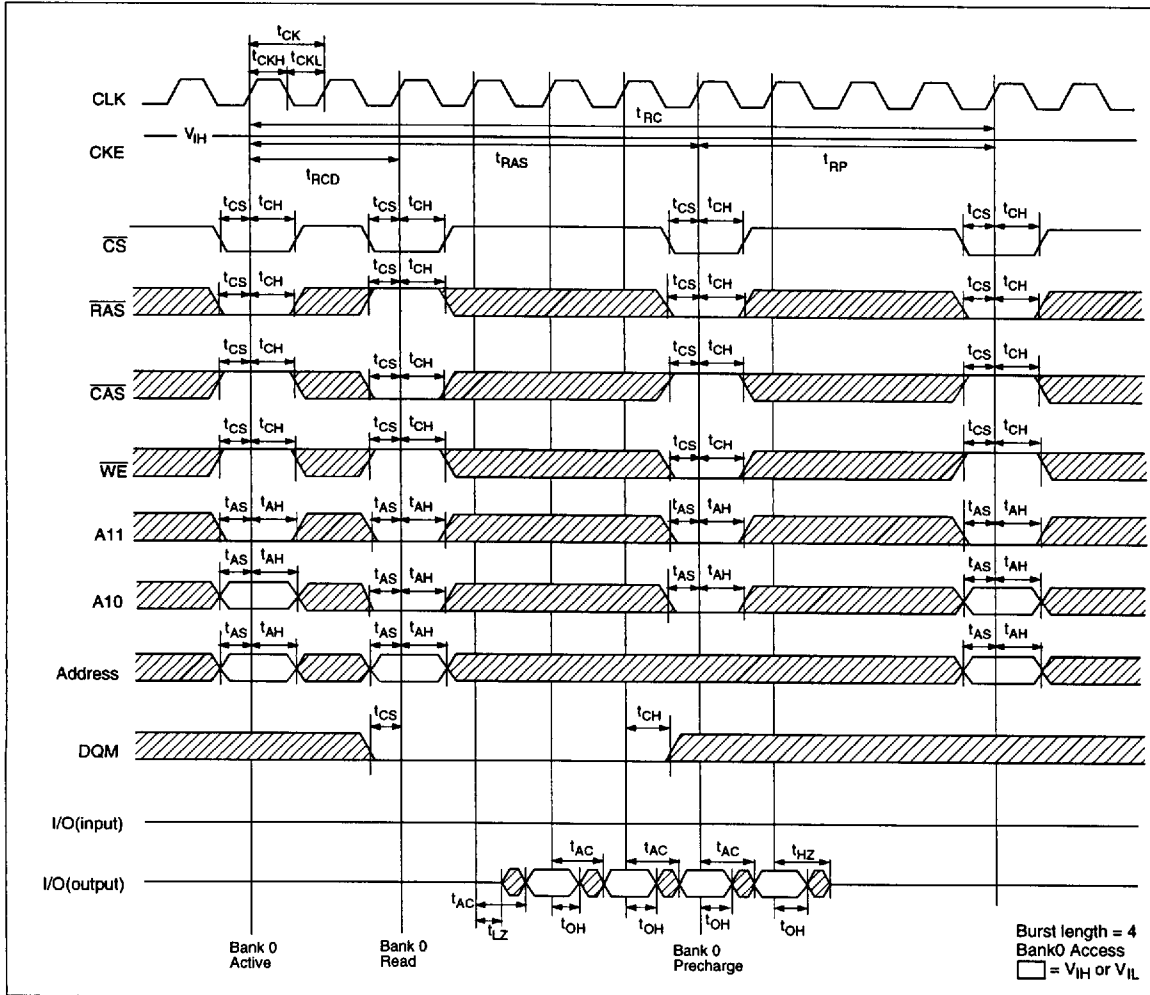 tCK
tCKH tCKL
CLK
tRC
VIH
CKE
tRAS tRP
tRCD
tCS tCH tCS tCH tCS tCH tCS tCH
CS
tCS tCH tCS tCH tCS tCH tCS tCH
RAS
tCS tCH tCS tCH tCS tCH tCS tCH
CAS
tCS tCH tCS tCH tCS tCH tCS tCH
WE
tAS tAH tAS tAH tAS tAH tAS tAH
A11
tAS tAH tAS tAH tAS tAH tAS tAH
A10
tAS tAH tAS tAH tAS tAH
Address
tCS tCH
DQM
I/O(input)
tAC tAC tAC tHZ
I/O(output)
tAC
tOH tOH tOH tOH
tLZ
Bank 0
Active
Bank 0
Read
Bank 0
Precharge
Burst length = 4
Bank0 Access
= VIH or VIL